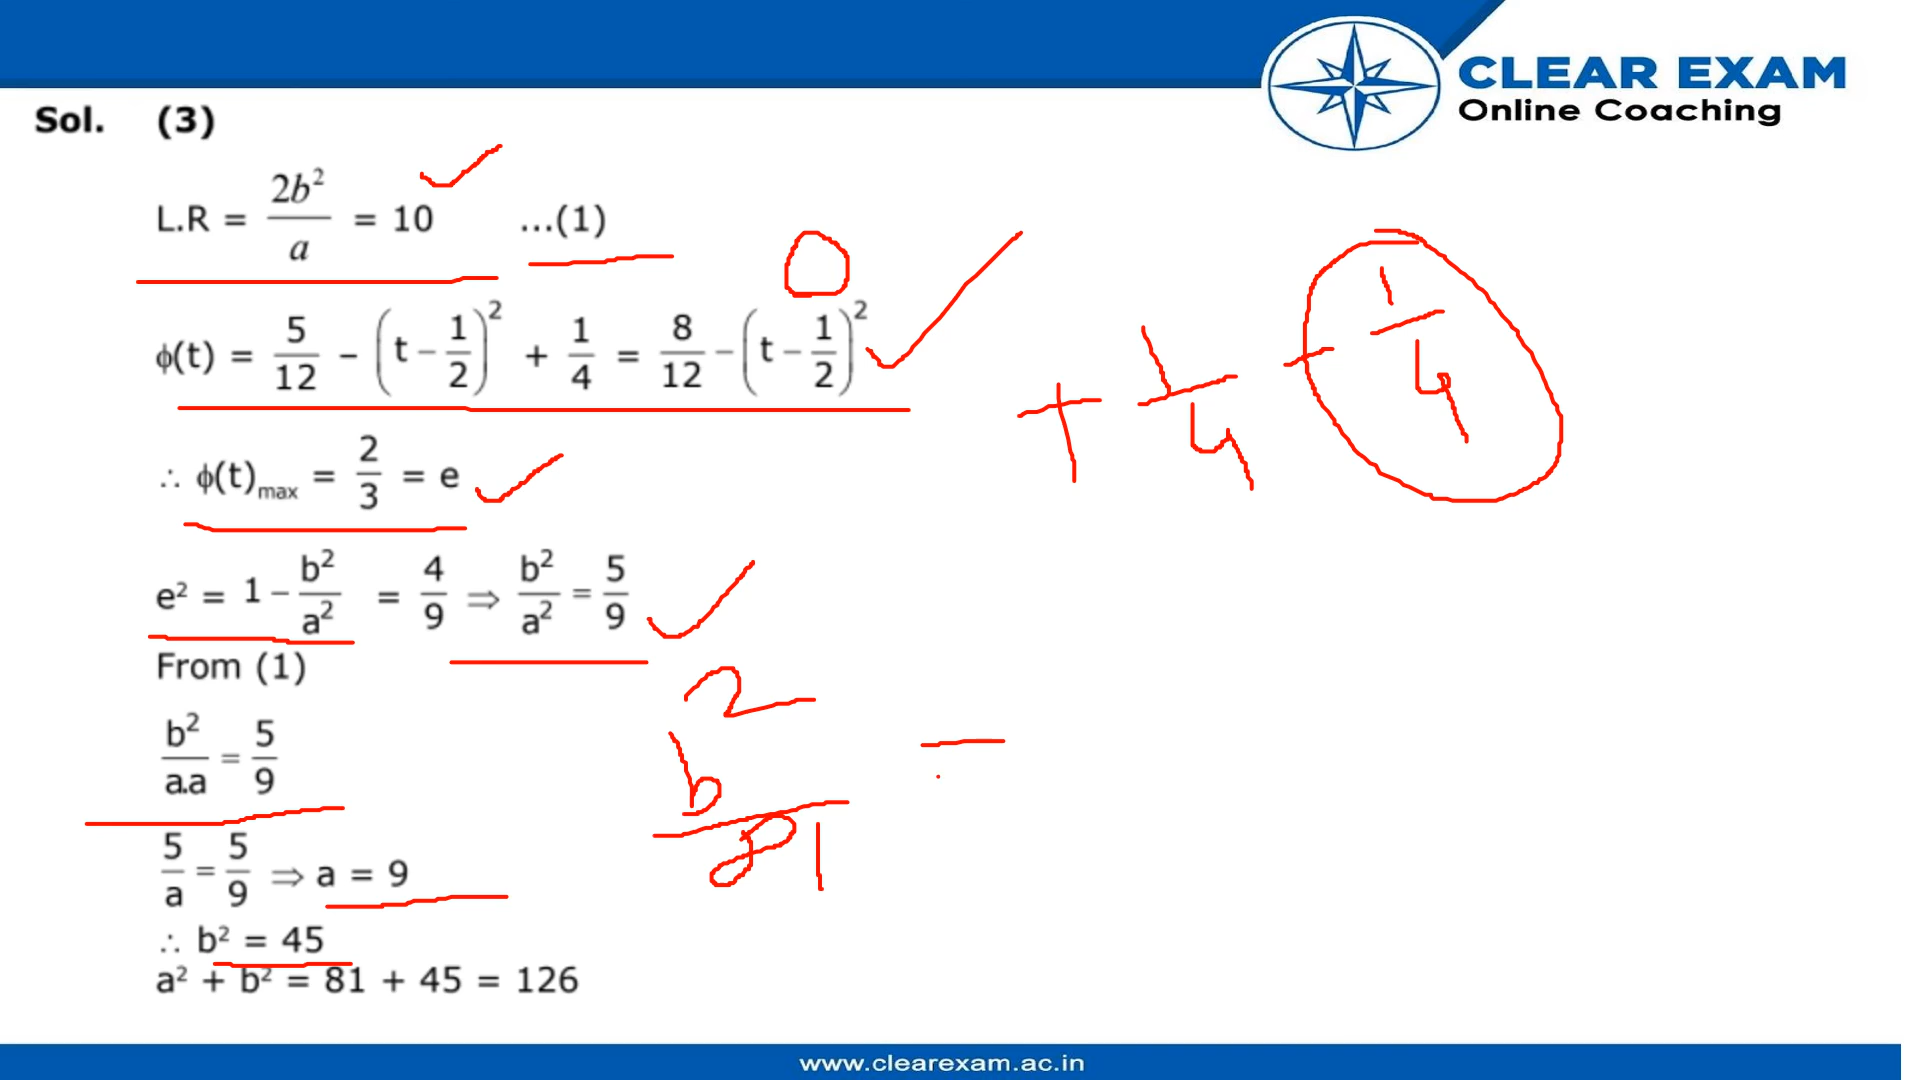 CLEAR EXAM
Online Coaching
Sol. (3)
L.R = 2b²/a = 10 ...(1)
ϕ(t) = 5/12 – (t – 1/2)² + 1/4 = 8/12 – (t – 1/2)²
+ 1/4 - 1/4
∴ ϕ(t)max = 2/3 = e
e² = 1 – b²/a² = 4/9 ⇒ b²/a² = 5/9
From (1)
b²/a.a = 5/9
b²/81 =
5/a = 5/9 ⇒ a = 9
∴ b² = 45
a² + b² = 81 + 45 = 126
www.clearexam.ac.in